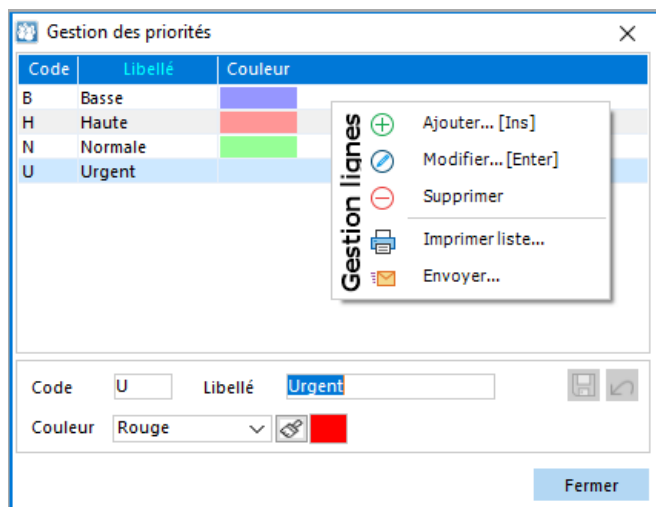 Gestion des priorités
Code Libellé Couleur
B Basse
H Haute
N Normale
U Urgent
Gestion lignes
Ajouter... [Ins]
Modifier... [Enter]
Supprimer
Imprimer liste...
Envoyer...
Code U Libellé Urgent
Couleur Rouge
Fermer